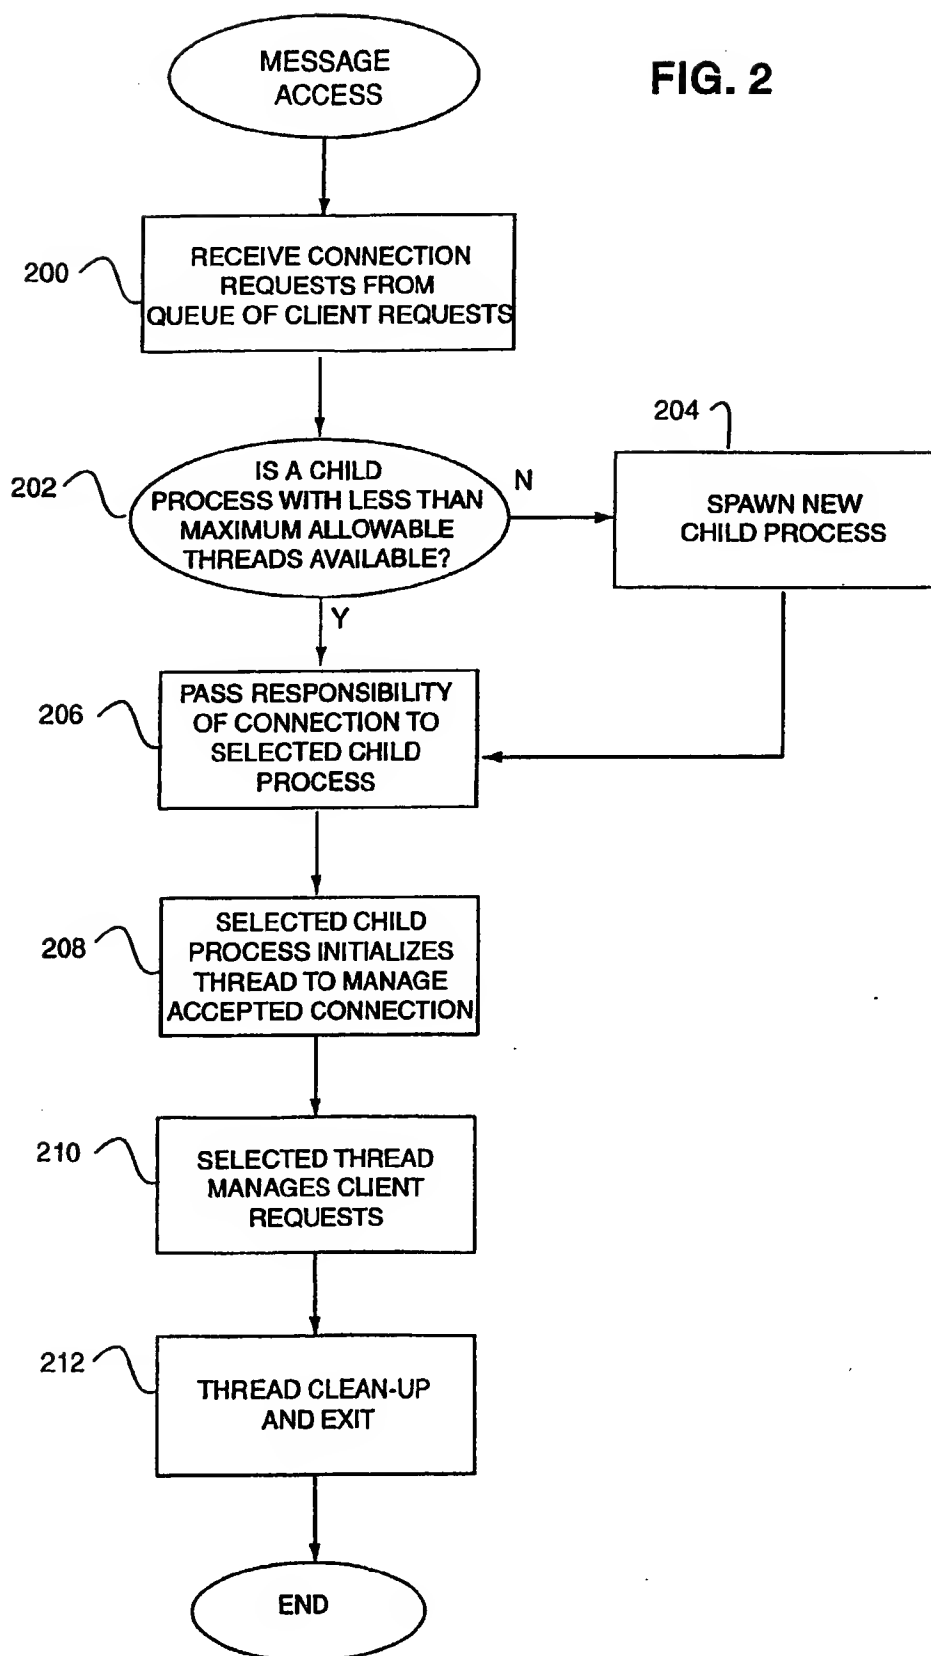 MESSAGE
ACCESS
FIG. 2
200
RECEIVE CONNECTION
REQUESTS FROM
QUEUE OF CLIENT REQUESTS
202
IS A CHILD
PROCESS WITH LESS THAN
MAXIMUM ALLOWABLE
THREADS AVAILABLE?
N
204
SPAWN NEW
CHILD PROCESS
Y
206
PASS RESPONSIBILITY
OF CONNECTION TO
SELECTED CHILD
PROCESS
208
SELECTED CHILD
PROCESS INITIALIZES
THREAD TO MANAGE
ACCEPTED CONNECTION
210
SELECTED THREAD
MANAGES CLIENT
REQUESTS
212
THREAD CLEAN-UP
AND EXIT
END